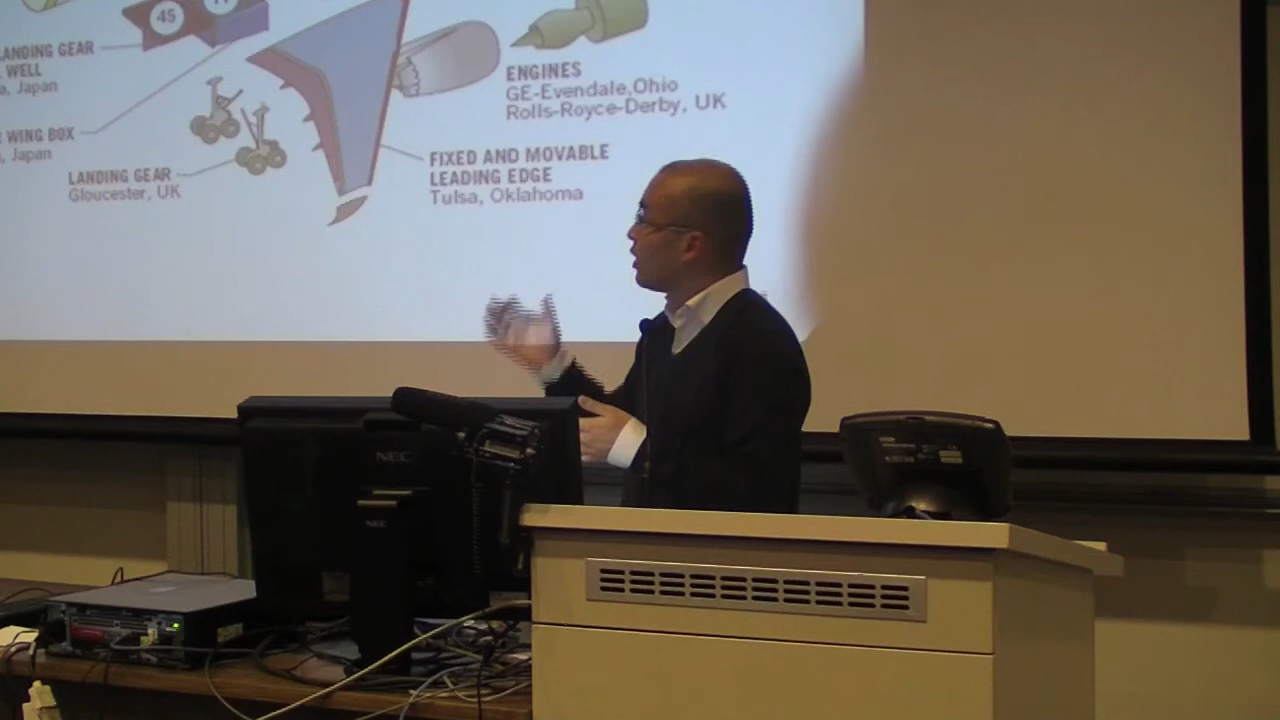 45
LANDING GEAR
WELL
Japan
WING BOX
Japan
LANDING GEAR
Gloucester, UK
ENGINES
GE-Evendale,Ohio
Rolls-Royce-Derby, UK
FIXED AND MOVABLE
LEADING EDGE
Tulsa, Oklahoma
NEC
NEC